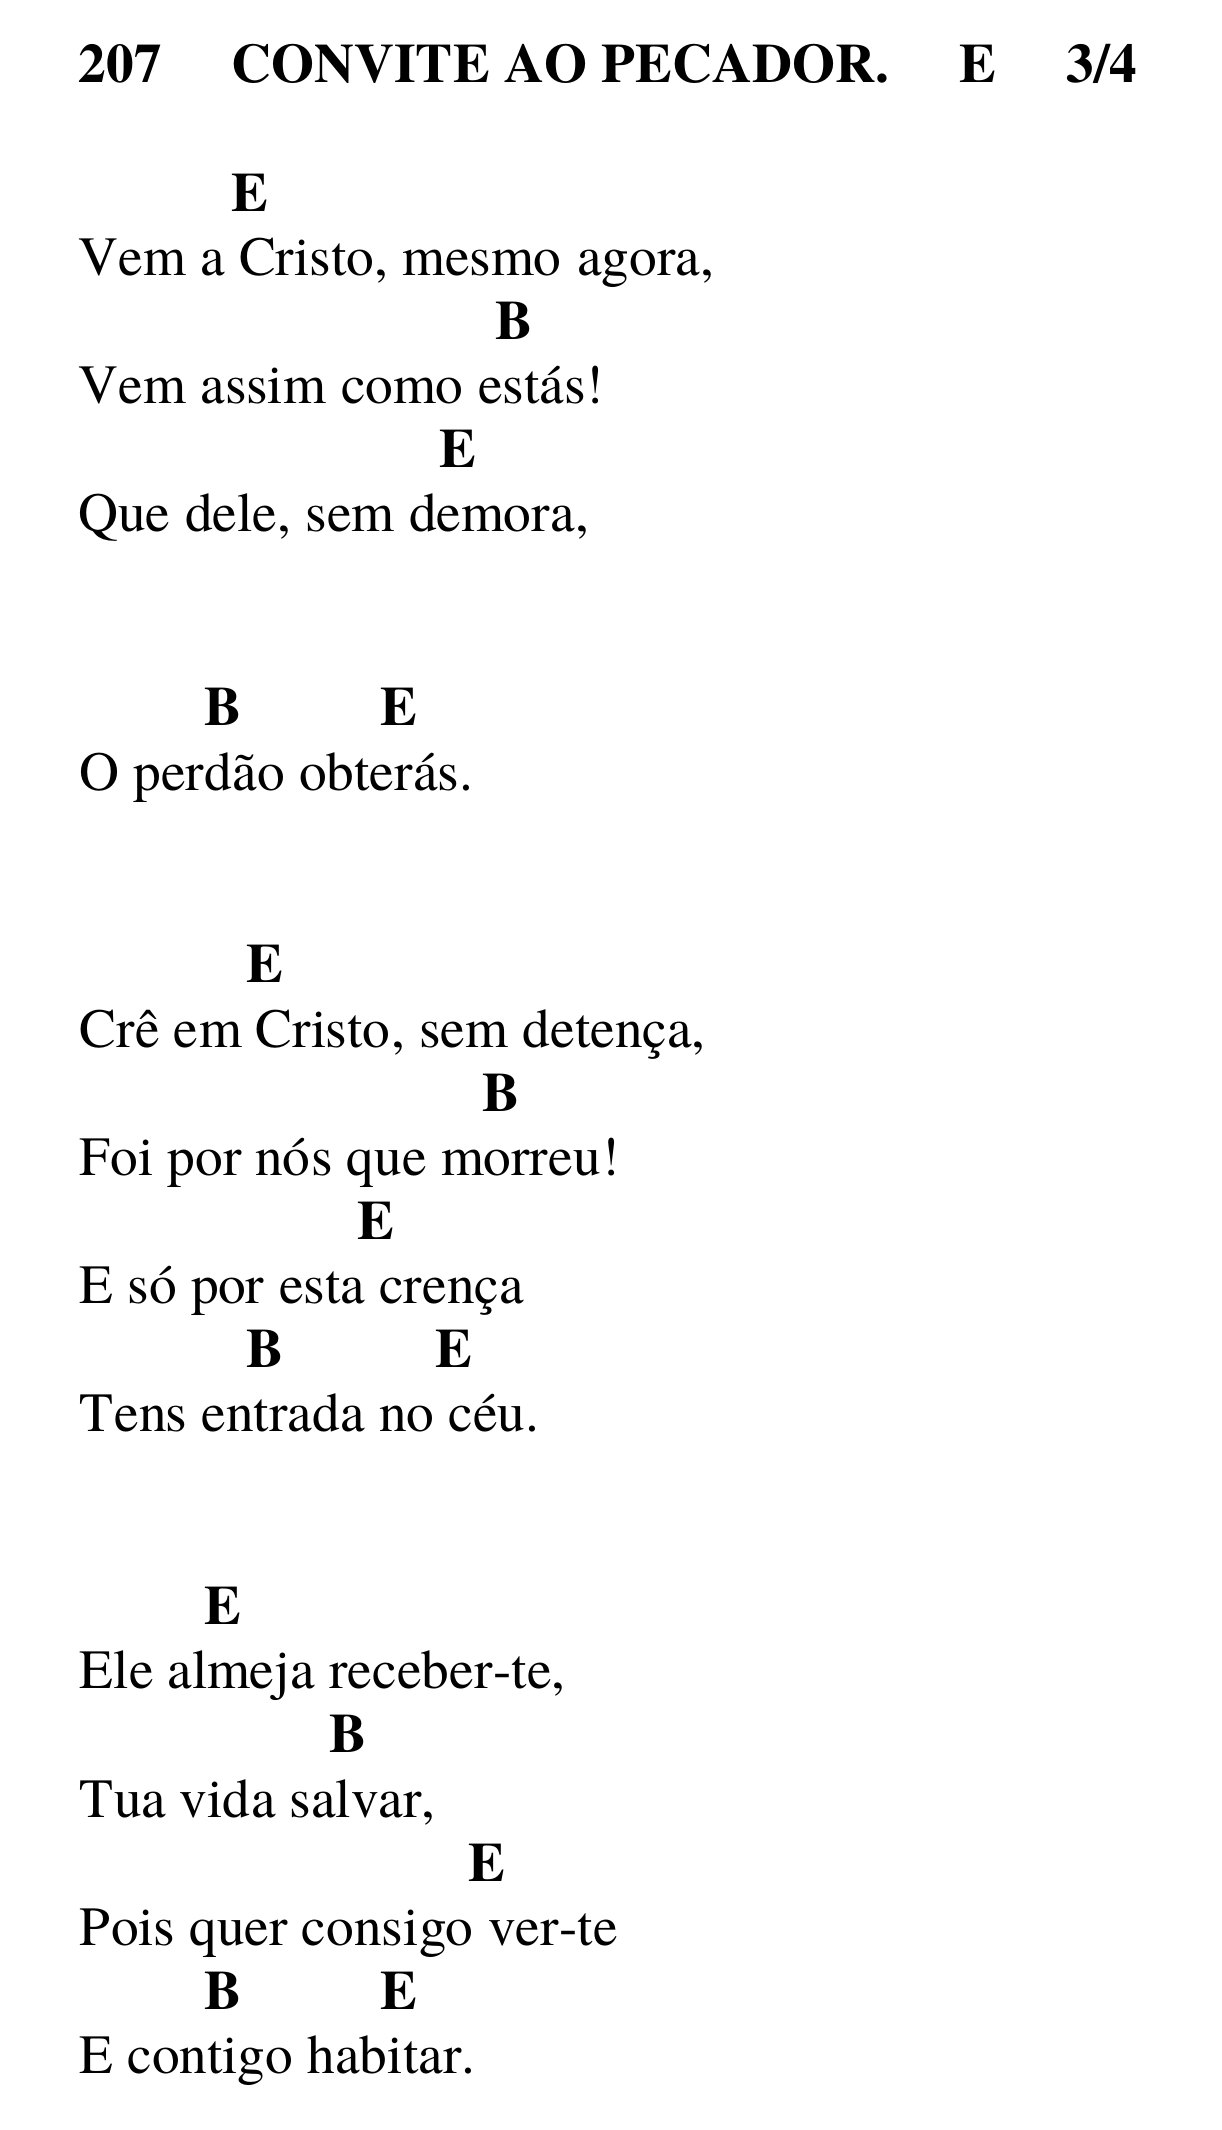 207 CONVITE AO PECADOR. E 3/4
E
Vem a Cristo, mesmo agora,
B
Vem assim como estás!
E
Que dele, sem demora,
B E
O perdão obterás.
E
Crê em Cristo, sem detença,
B
Foi por nós que morreu!
E
E só por esta crença
B E
Tens entrada no céu.
E
Ele almeja receber-te,
B
Tua vida salvar,
E
Pois quer consigo ver-te
B E
E contigo habitar.